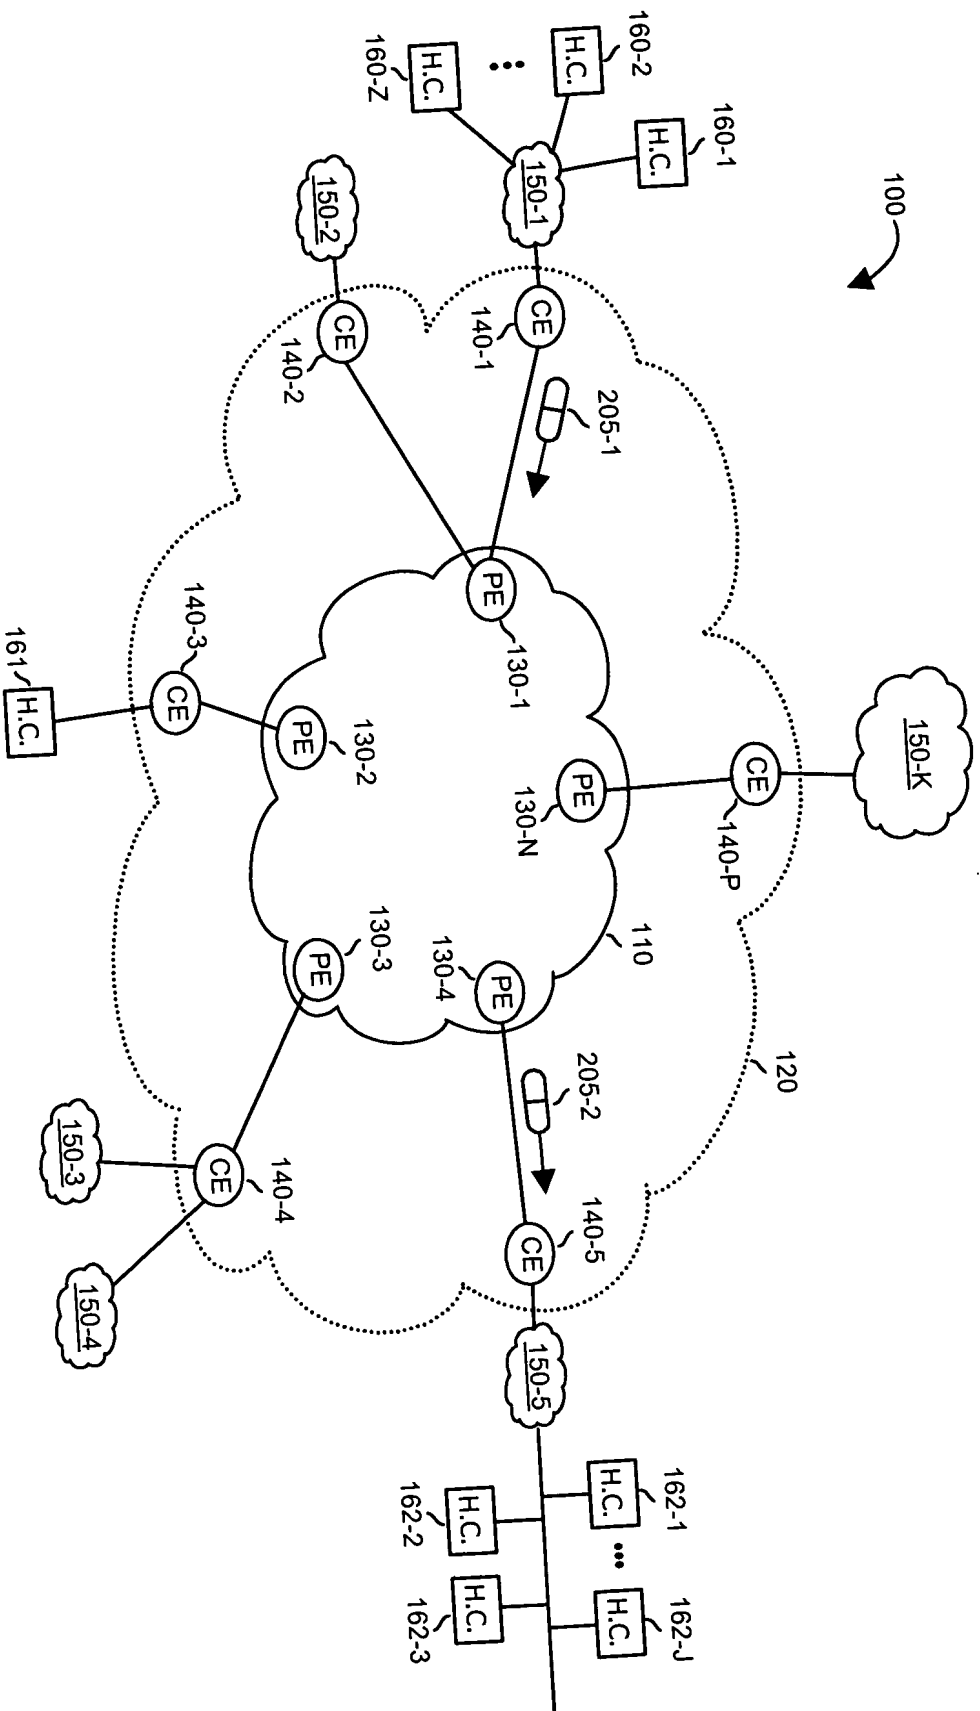 100
160-1
H.C.
160-2
H.C.
160-Z
H.C.
150-1
150-2
CE
140-1
CE
140-2
205-1
PE
130-1
150-K
CE
140-P
PE
130-N
PE
130-2
CE
140-3
H.C.
161
110
120
PE
130-3
PE
130-4
205-2
CE
140-4
150-3
150-4
CE
140-5
150-5
162-1
H.C.
162-2
H.C.
162-3
H.C.
162-J
H.C.